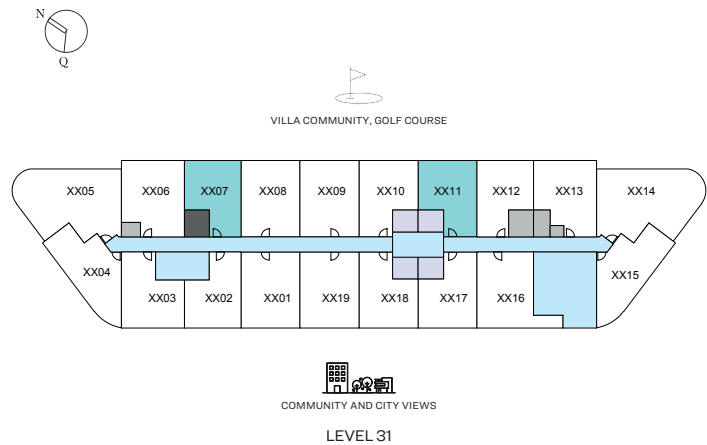 N
Q
VILLA COMMUNITY, GOLF COURSE
XX05 XX06 XX07 XX08 XX09 XX10 XX11 XX12 XX13 XX14
XX04 XX15
XX03 XX02 XX01 XX19 XX18 XX17 XX16
COMMUNITY AND CITY VIEWS
LEVEL 31